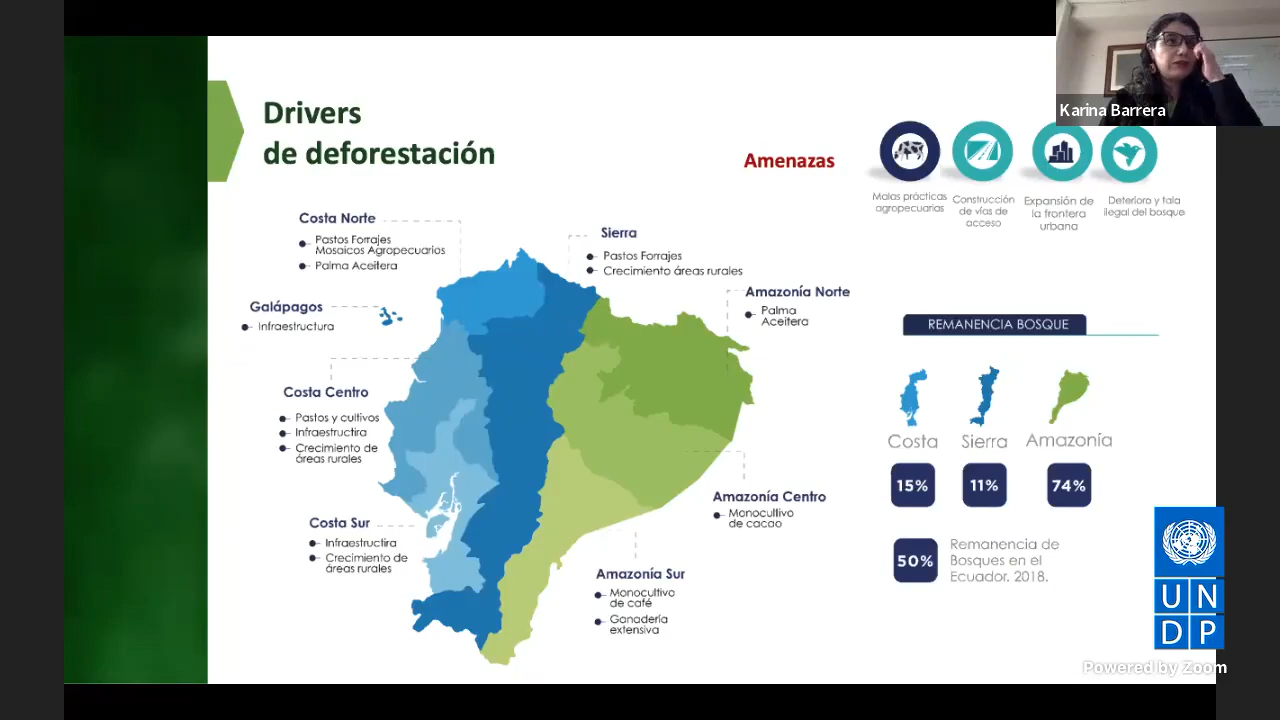 Karina Barrera
Drivers
de deforestación
Amenazas
Malas prácticas
agropecuarias
Construcción
de vías de
acceso
Expansión de
la frontera
urbana
Deterioro y tala
ilegal del bosque
Costa Norte
Pastos Forrajes
Mosaicos Agropecuarios
Palma Aceitera
Sierra
Pastos Forrajes
Crecimiento áreas rurales
Galápagos
Infraestructura
Amazonía Norte
Palma
Aceitera
Costa Centro
Pastos y cultivos
Infraestructira
Crecimiento de
áreas rurales
Costa Sur
Infraestructira
Crecimiento de
áreas rurales
Amazonía Centro
Monocultivo
de cacao
Amazonía Sur
Monocultivo
de café
Ganadería
extensiva
REMANENCIA BOSQUE
Costa
Sierra
Amazonía
15%
11%
74%
50%
Remanencia de
Bosques en el
Ecuador. 2018.
U N
D P
Powered by Zoom